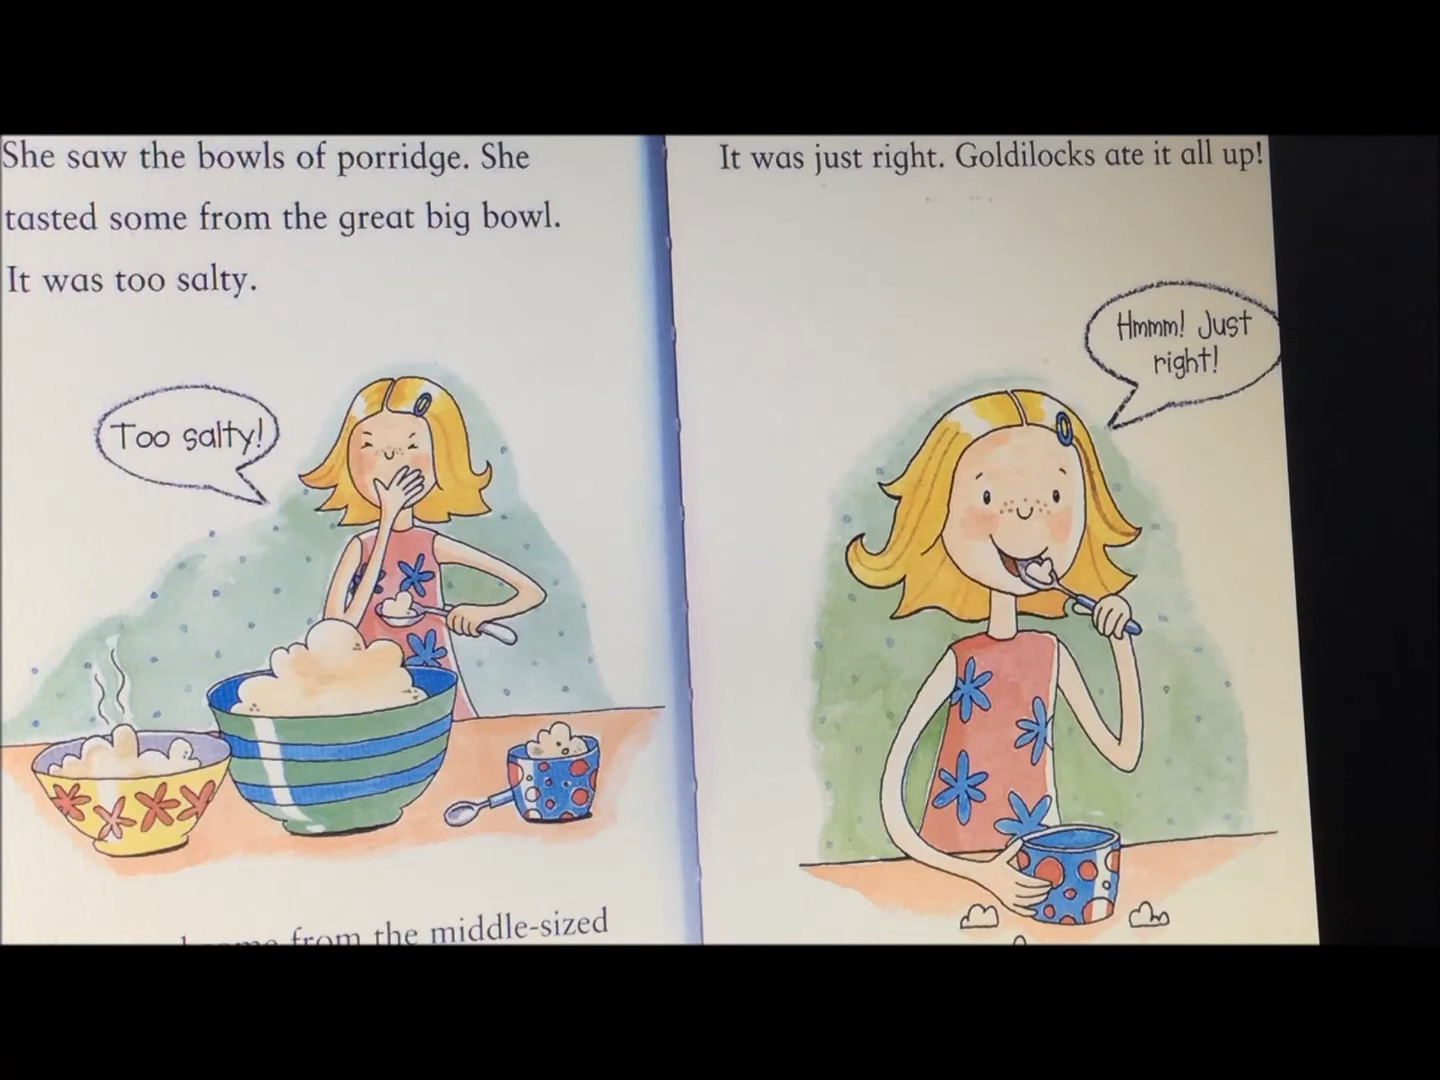 She saw the bowls of porridge. She
tasted some from the great big bowl.
It was too salty.
Too salty!
from the middle-sized
It was just right. Goldilocks ate it all up!
Hmmm! Just
right!